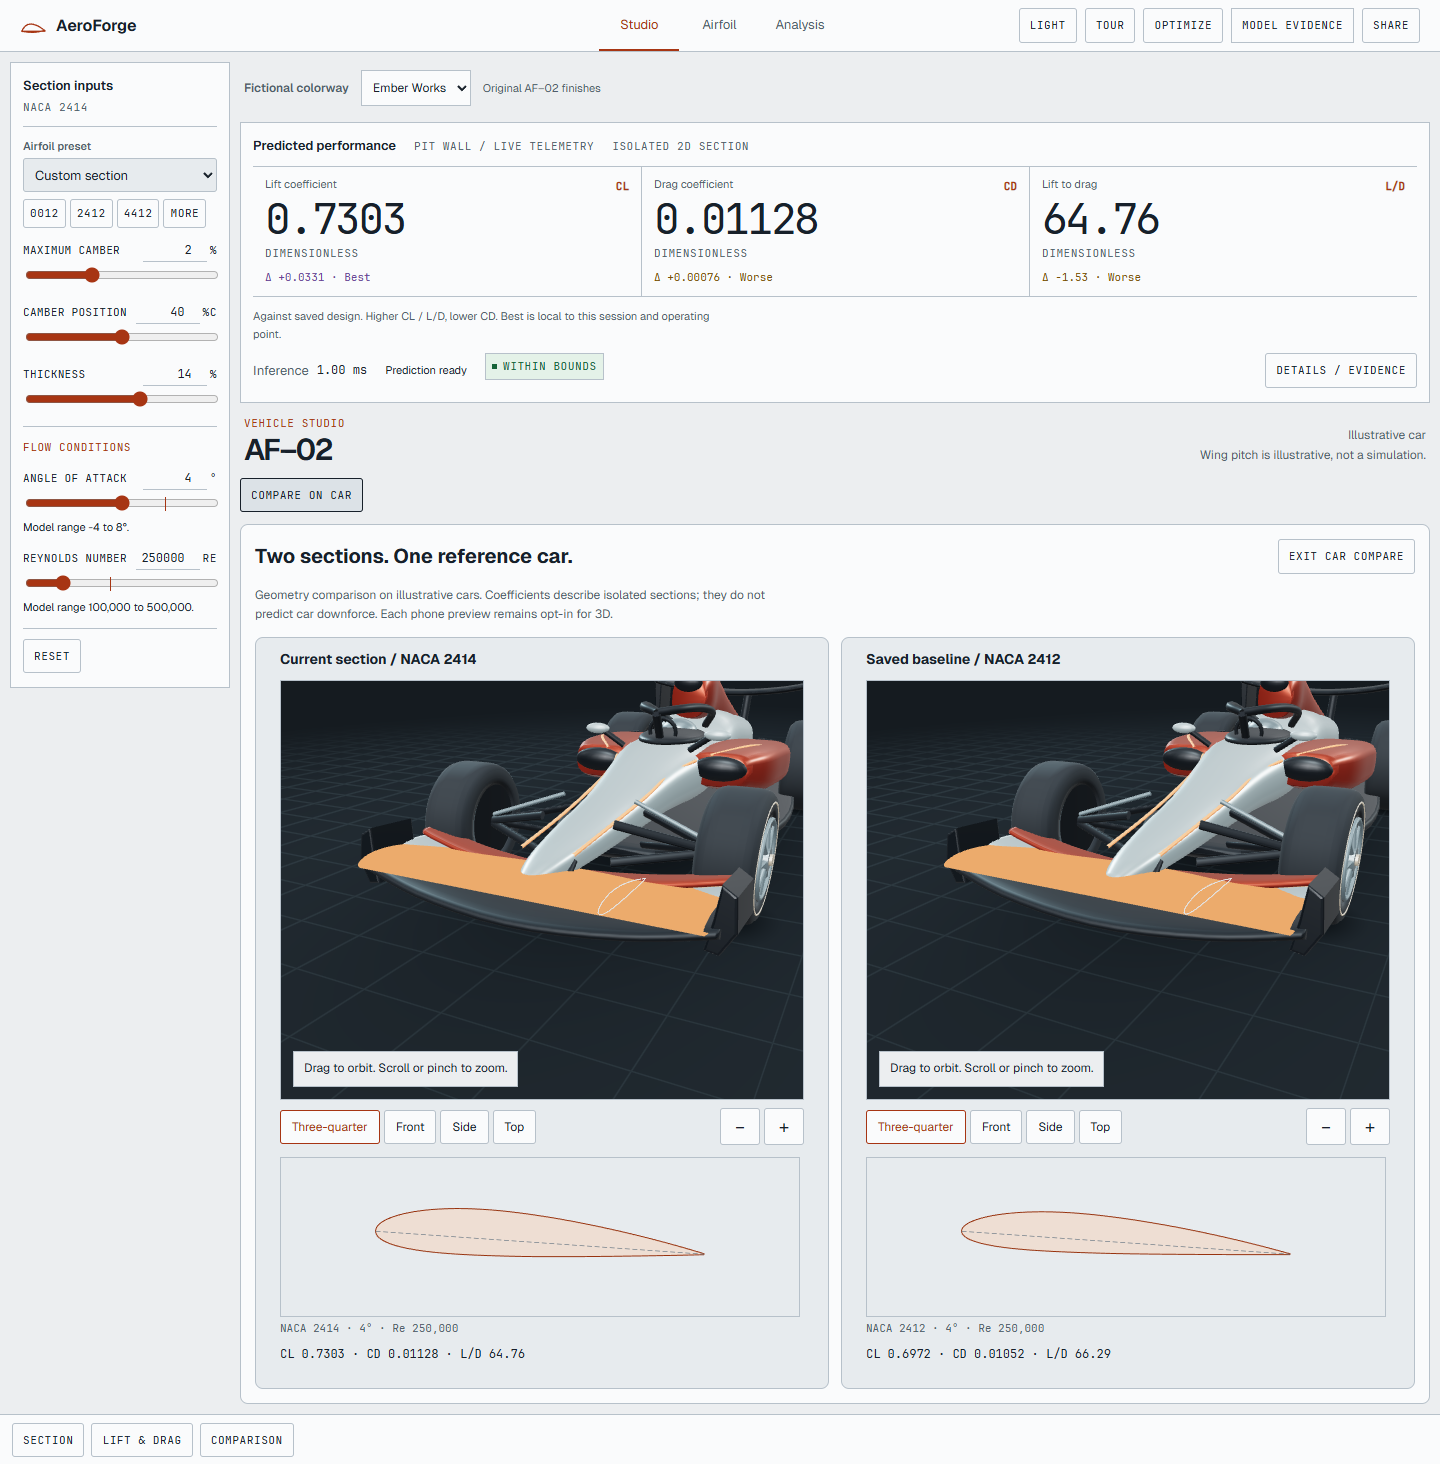 AeroForge
Studio
Airfoil
Analysis
LIGHT
TOUR
OPTIMIZE
MODEL EVIDENCE
SHARE
Section inputs
NACA 2414
Airfoil preset
Custom section
0012
2412
4412
MORE
MAXIMUM CAMBER 2 %
CAMBER POSITION 40 %C
THICKNESS 14 %
FLOW CONDITIONS
ANGLE OF ATTACK 4 °
Model range -4 to 8°.
REYNOLDS NUMBER 250000 RE
Model range 100,000 to 500,000.
RESET
Fictional colorway
Ember Works
Original AF–02 finishes
Predicted performance
PIT WALL / LIVE TELEMETRY
ISOLATED 2D SECTION
Lift coefficient CL
0.7303
DIMENSIONLESS
Δ +0.0331 · Best
Drag coefficient CD
0.01128
DIMENSIONLESS
Δ +0.00076 · Worse
Lift to drag L/D
64.76
DIMENSIONLESS
Δ -1.53 · Worse
Against saved design. Higher CL / L/D, lower CD. Best is local to this session and operating
point.
Inference 1.00 ms
Prediction ready
WITHIN BOUNDS
DETAILS / EVIDENCE
VEHICLE STUDIO
AF–02
Illustrative car
Wing pitch is illustrative, not a simulation.
COMPARE ON CAR
Two sections. One reference car.
EXIT CAR COMPARE
Geometry comparison on illustrative cars. Coefficients describe isolated sections; they do not
predict car downforce. Each phone preview remains opt-in for 3D.
Current section / NACA 2414
Drag to orbit. Scroll or pinch to zoom.
Three-quarter
Front
Side
Top
−
+
NACA 2414 · 4° · Re 250,000
CL 0.7303 · CD 0.01128 · L/D 64.76
Saved baseline / NACA 2412
Drag to orbit. Scroll or pinch to zoom.
Three-quarter
Front
Side
Top
−
+
NACA 2412 · 4° · Re 250,000
CL 0.6972 · CD 0.01052 · L/D 66.29
SECTION
LIFT & DRAG
COMPARISON